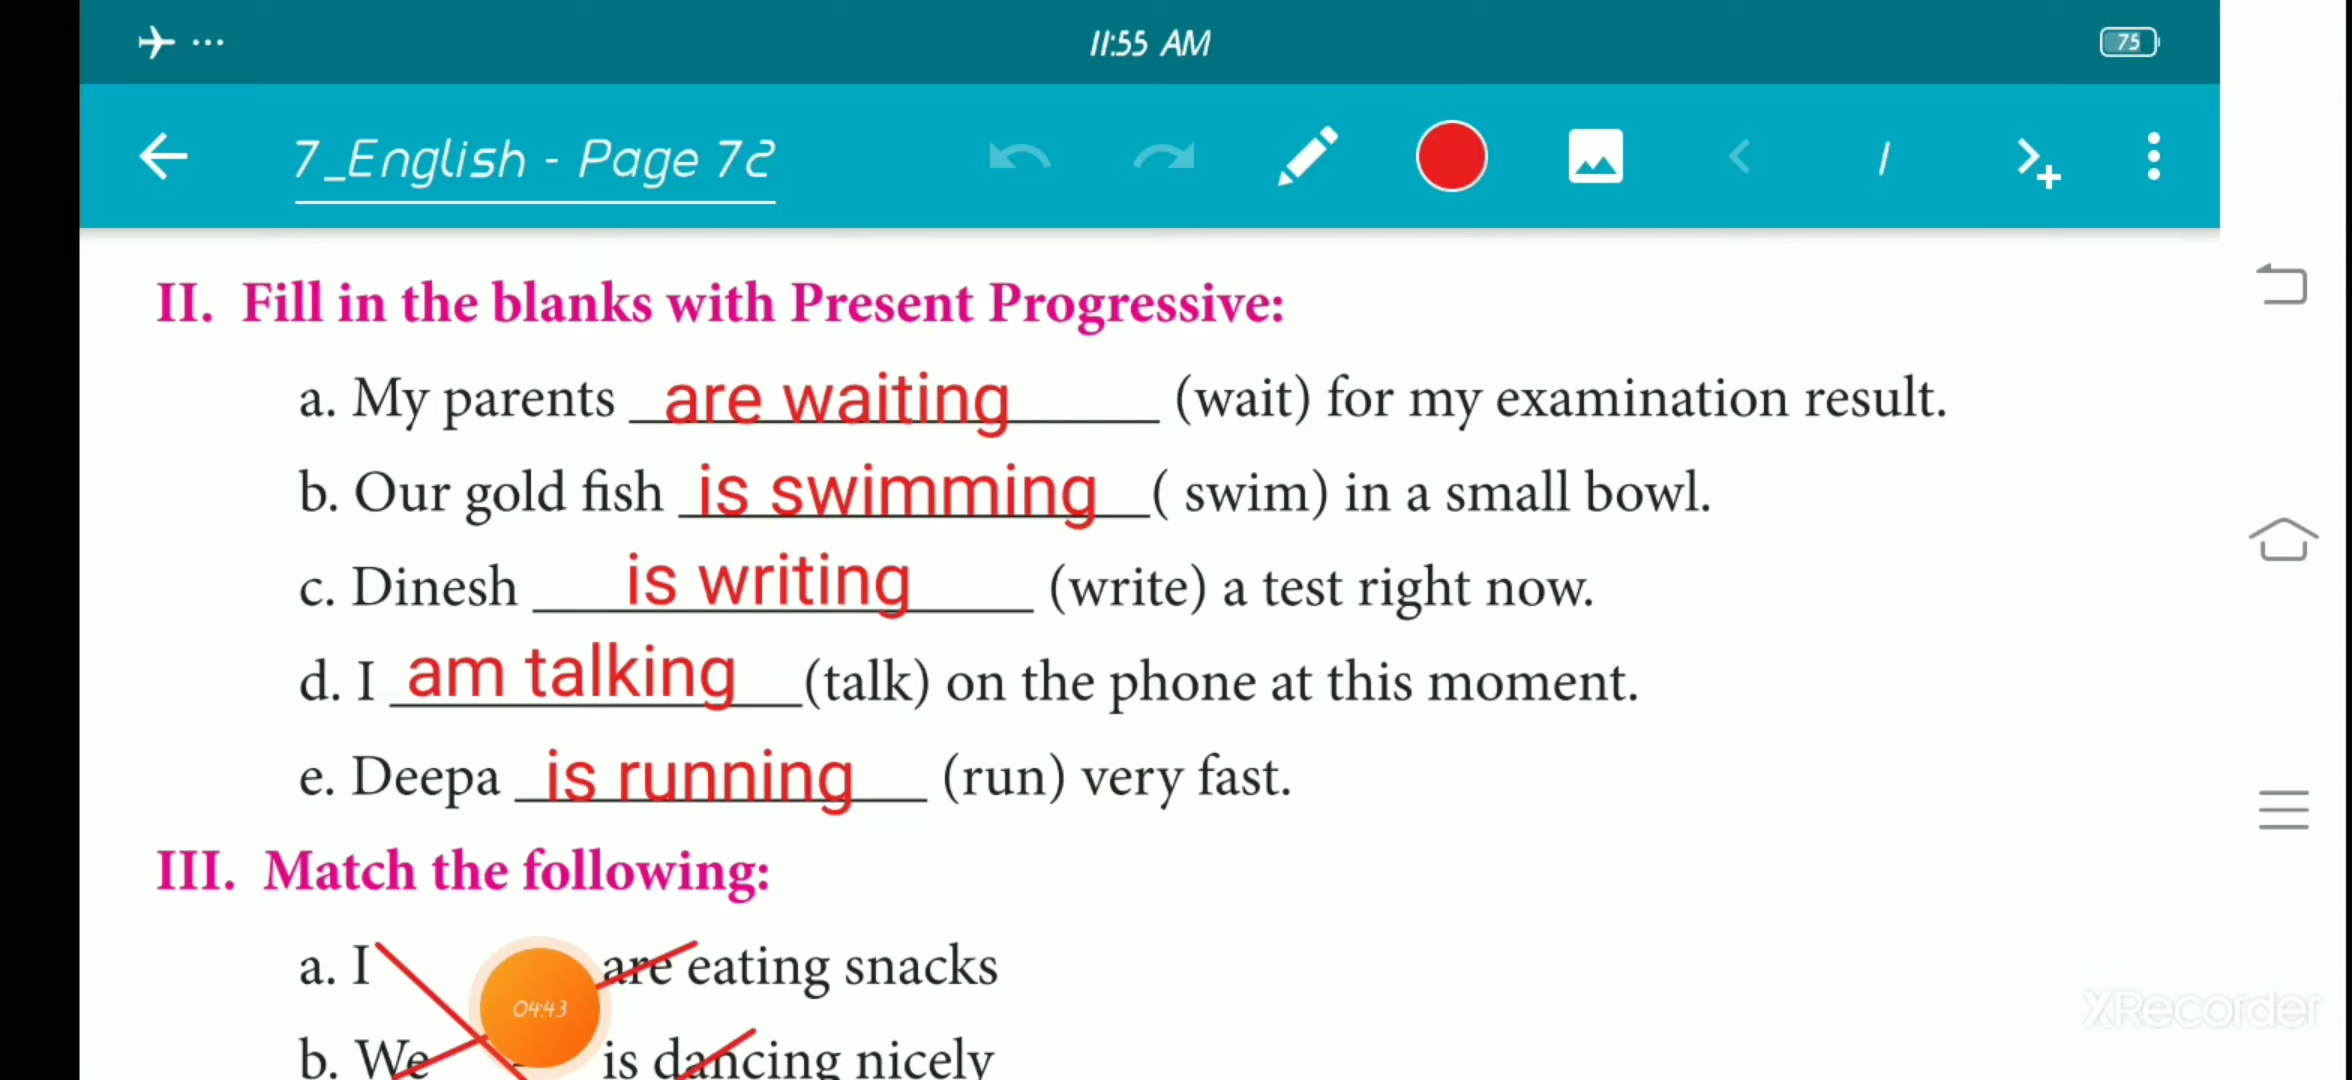 11:55 AM
75
7_English - Page 72
1
II. Fill in the blanks with Present Progressive:
a. My parents are waiting (wait) for my examination result.
b. Our gold fish is swimming ( swim) in a small bowl.
c. Dinesh is writing (write) a test right now.
d. I am talking (talk) on the phone at this moment.
e. Deepa is running (run) very fast.
III. Match the following:
a. I are eating snacks
04:43
b. We is dancing nicely
XRecorder